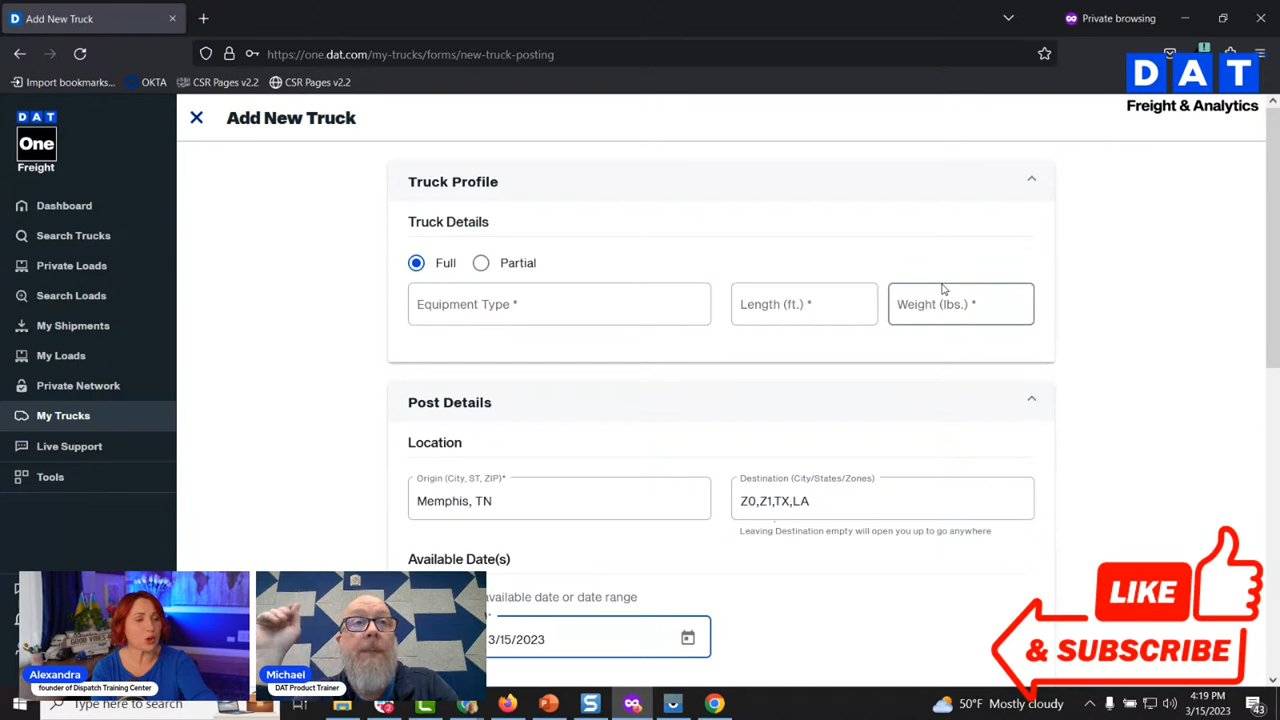 Add New Truck
Private browsing
https://one.dat.com/my-trucks/forms/new-truck-posting
Import bookmarks...
OKTA
CSR Pages v2.2
CSR Pages v2.2
DAT
Freight & Analytics
DAT
One
Freight
Dashboard
Search Trucks
Private Loads
Search Loads
My Shipments
My Loads
Private Network
My Trucks
Live Support
Tools
Add New Truck
Truck Profile
Truck Details
Full
Partial
Equipment Type *
Length (ft.) *
Weight (lbs.) *
Post Details
Location
Origin (City, ST, ZIP)*
Memphis, TN
Destination (City/States/Zones)
Z0,Z1,TX,LA
Leaving Destination empty will open you up to go anywhere
Available Date(s)
available date or date range
3/15/2023
GOOD VIBES
Alexandra
founder of Dispatch Training Center
Michael
DAT Product Trainer
LIKE
& SUBSCRIBE
Type here to search
50°F Mostly cloudy
4:19 PM
3/15/2023
43